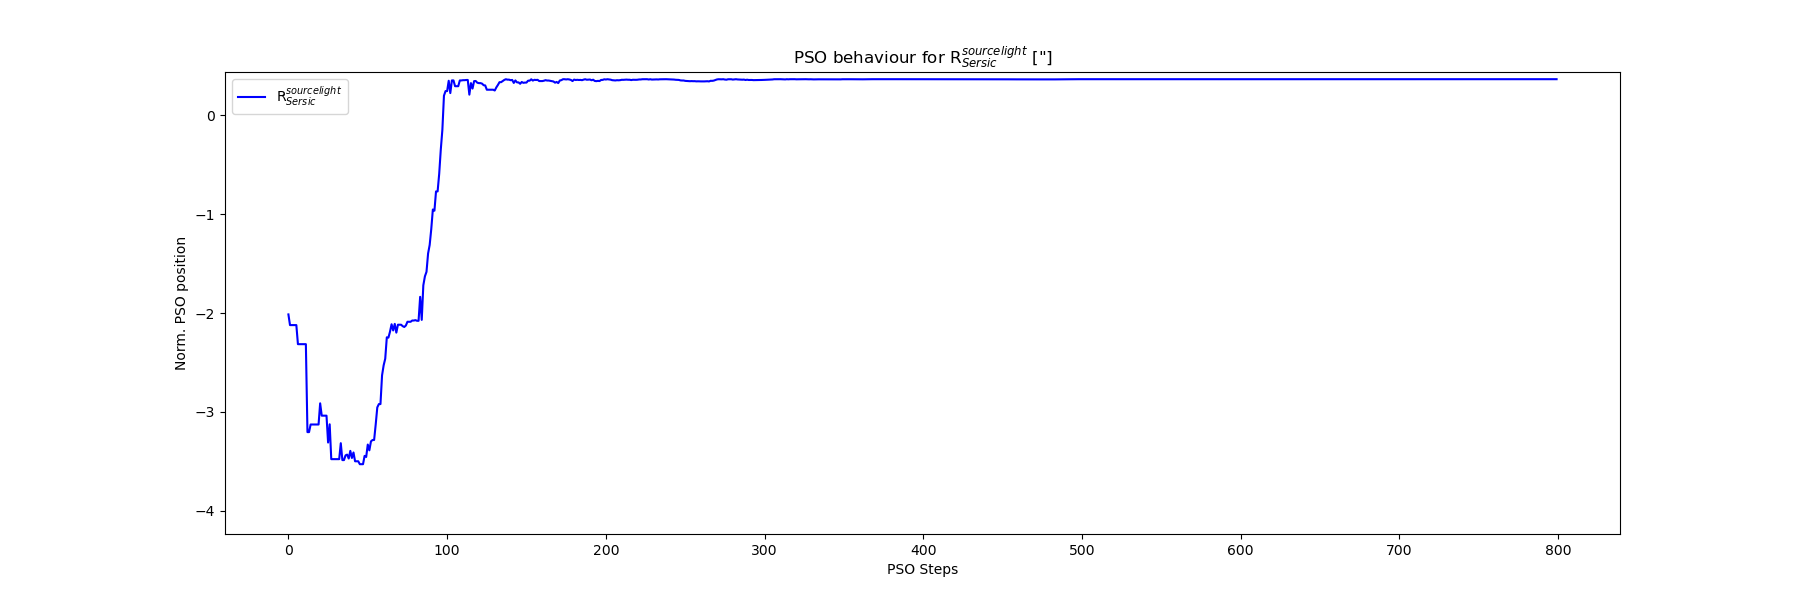 PSO behaviour for R$^{sourcelight}_{Sersic}$ ["]
R$^{sourcelight}_{Sersic}$
Norm. PSO position
0
−1
−2
−3
−4
0 100 200 300 400 500 600 700 800
PSO Steps